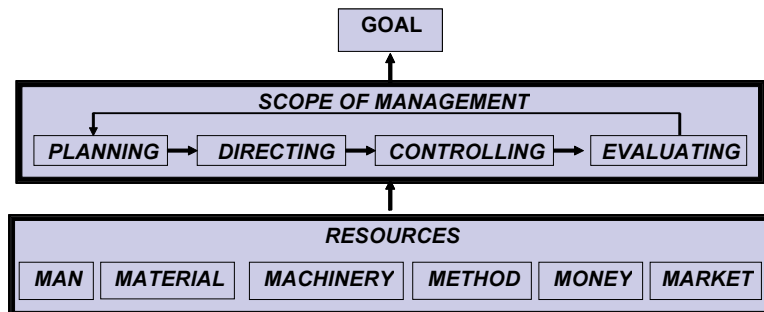 GOAL
SCOPE OF MANAGEMENT
PLANNING DIRECTING CONTROLLING EVALUATING
RESOURCES
MAN MATERIAL MACHINERY METHOD MONEY MARKET